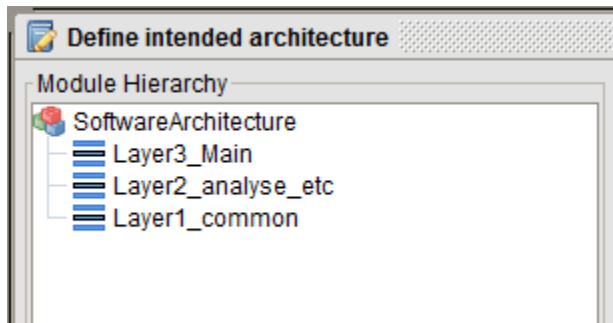 Define intended architecture
Module Hierarchy
SoftwareArchitecture
Layer3_Main
Layer2_analyse_etc
Layer1_common